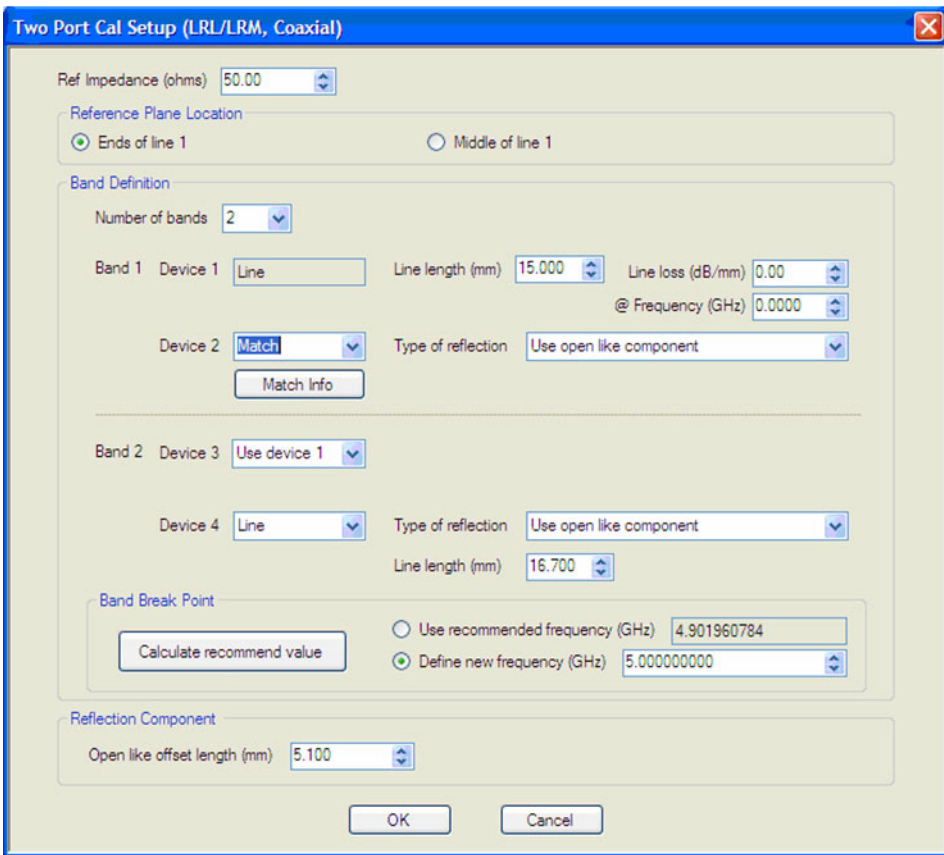 Two Port Cal Setup (LRL/LRM, Coaxial)
Ref Impedance (ohms) 50.00
Reference Plane Location
Ends of line 1 Middle of line 1
Band Definition
Number of bands 2
Band 1 Device 1 Line Line length (mm) 15.000 Line loss (dB/mm) 0.00
@ Frequency (GHz) 0.0000
Device 2 Match Type of reflection Use open like component
Match Info
Band 2 Device 3 Use device 1
Device 4 Line Type of reflection Use open like component
Line length (mm) 16.700
Band Break Point
Calculate recommend value
Use recommended frequency (GHz) 4.901960784
Define new frequency (GHz) 5.000000000
Reflection Component
Open like offset length (mm) 5.100
OK Cancel